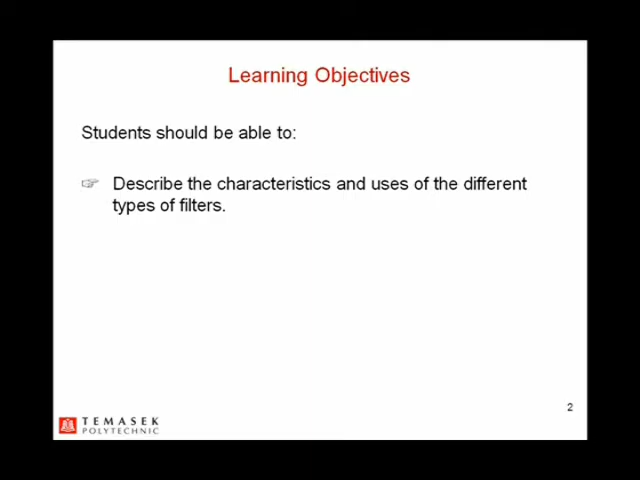 Learning Objectives
Students should be able to:
Describe the characteristics and uses of the different
types of filters.
2
TEMASEK
POLYTECHNIC